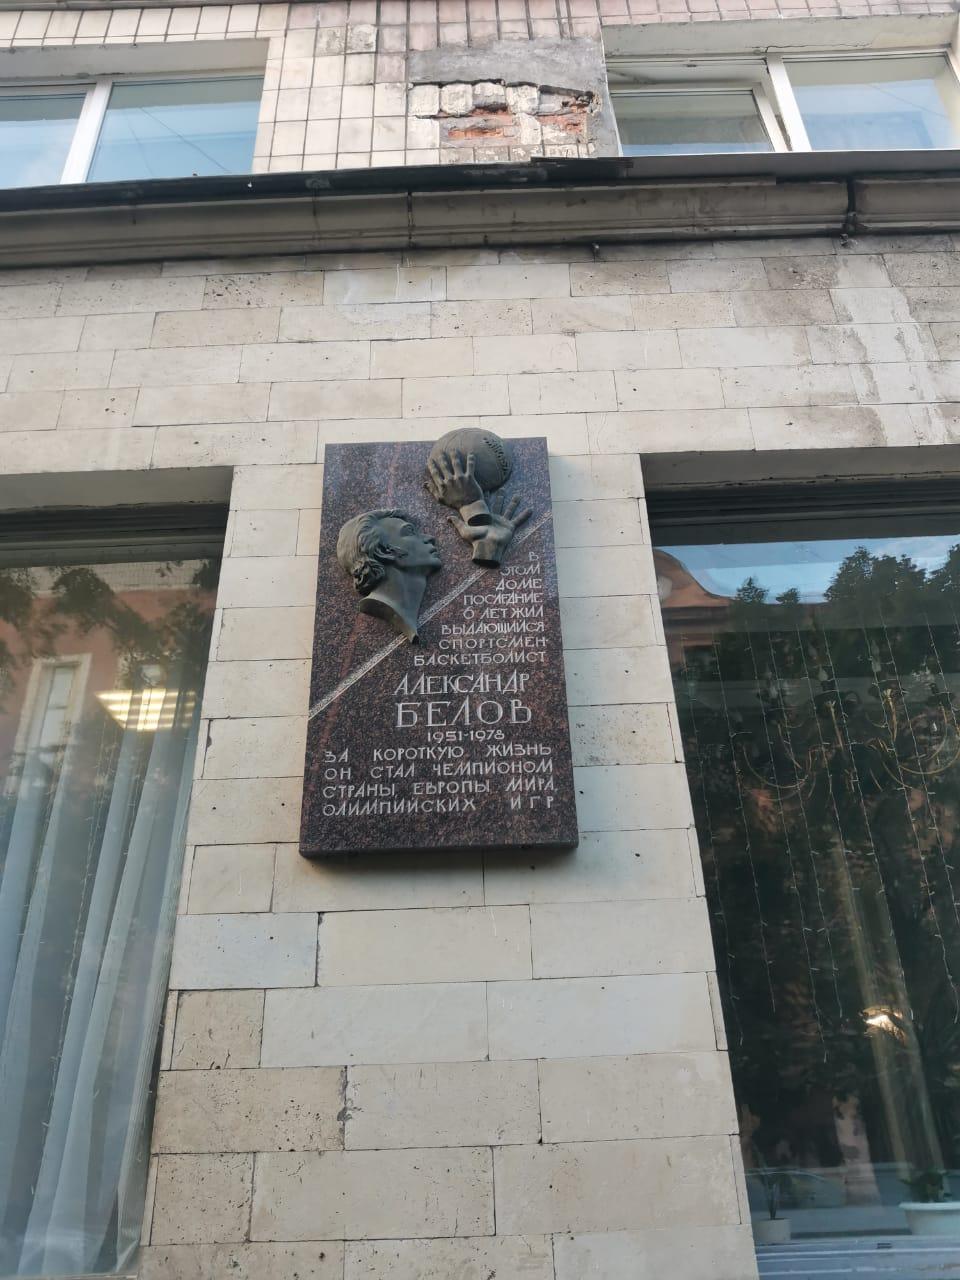 В
ЭТОМ
ДОМЕ
ПОСЛЕДНИЕ
6 ЛЕТ ЖИЛ
ВЫДАЮЩИЙСЯ
СПОРТСМЕН-
БАСКЕТБОЛИСТ
АЛЕКСАНДР
БЕЛОВ
1951-1978
ЗА КОРОТКУЮ ЖИЗНЬ
ОН СТАЛ ЧЕМПИОНОМ
СТРАНЫ ЕВРОПЫ МИРА,
ОЛИМПИЙСКИХ ИГР